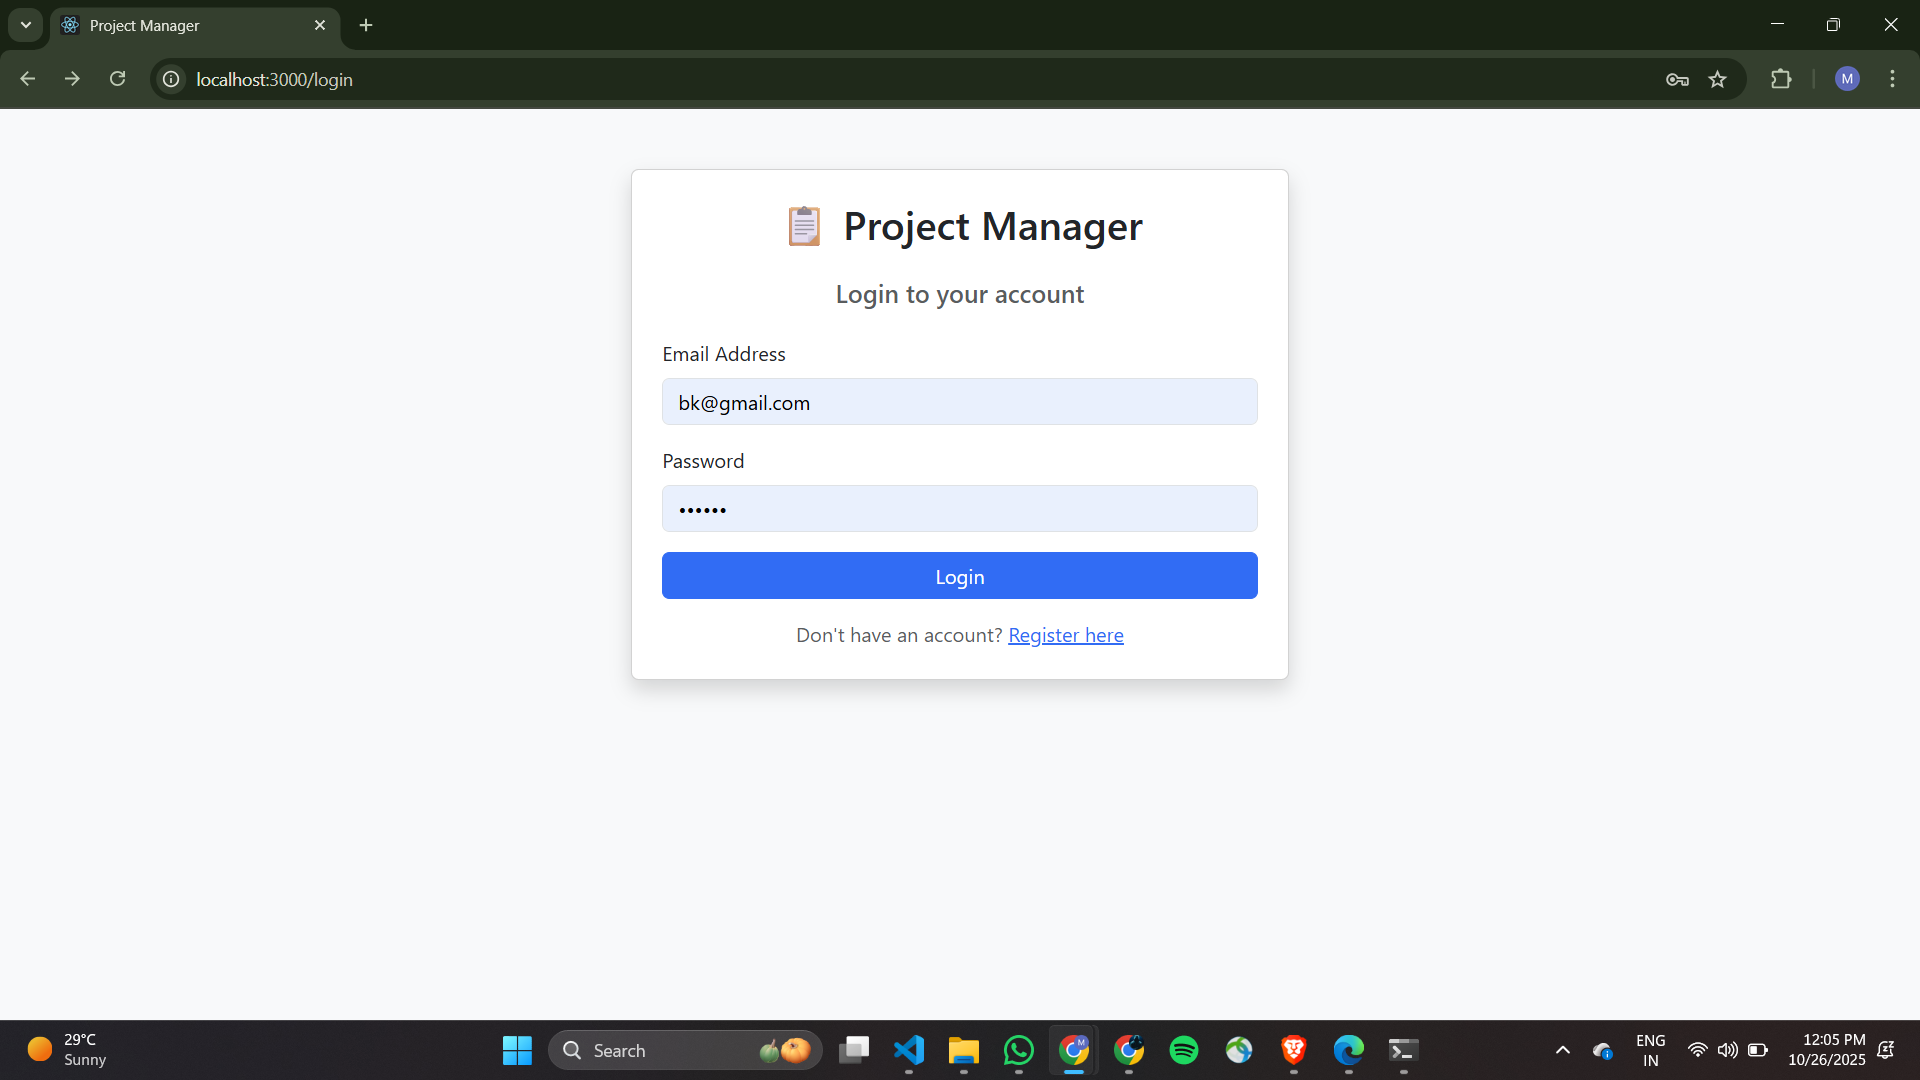 Project Manager
localhost:3000/login
M
Project Manager
Login to your account
Email Address
bk@gmail.com
Password
••••••
Login
Don't have an account? Register here
29°C
Sunny
Search
M
ENG
IN
12:05 PM
10/26/2025